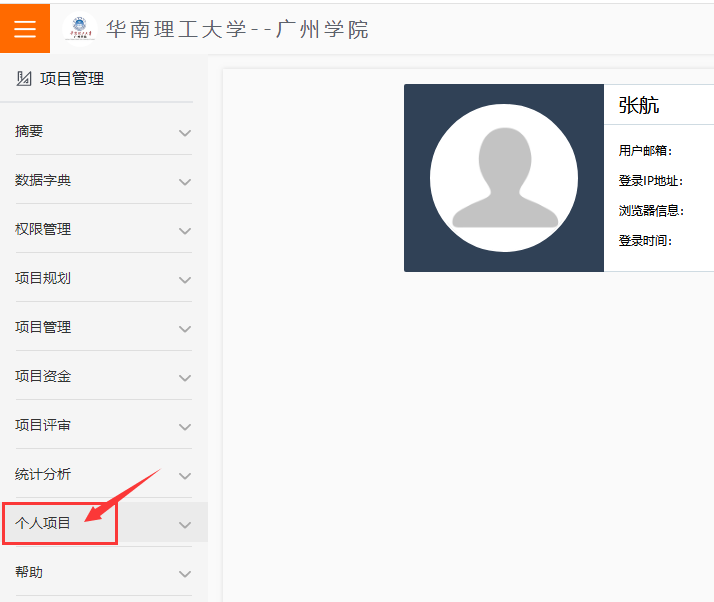 华南理工大学--广州学院
项目管理
摘要
数据字典
权限管理
项目规划
项目管理
项目资金
项目评审
统计分析
个人项目
帮助
张航
用户邮箱:
登录IP地址:
浏览器信息:
登录时间: